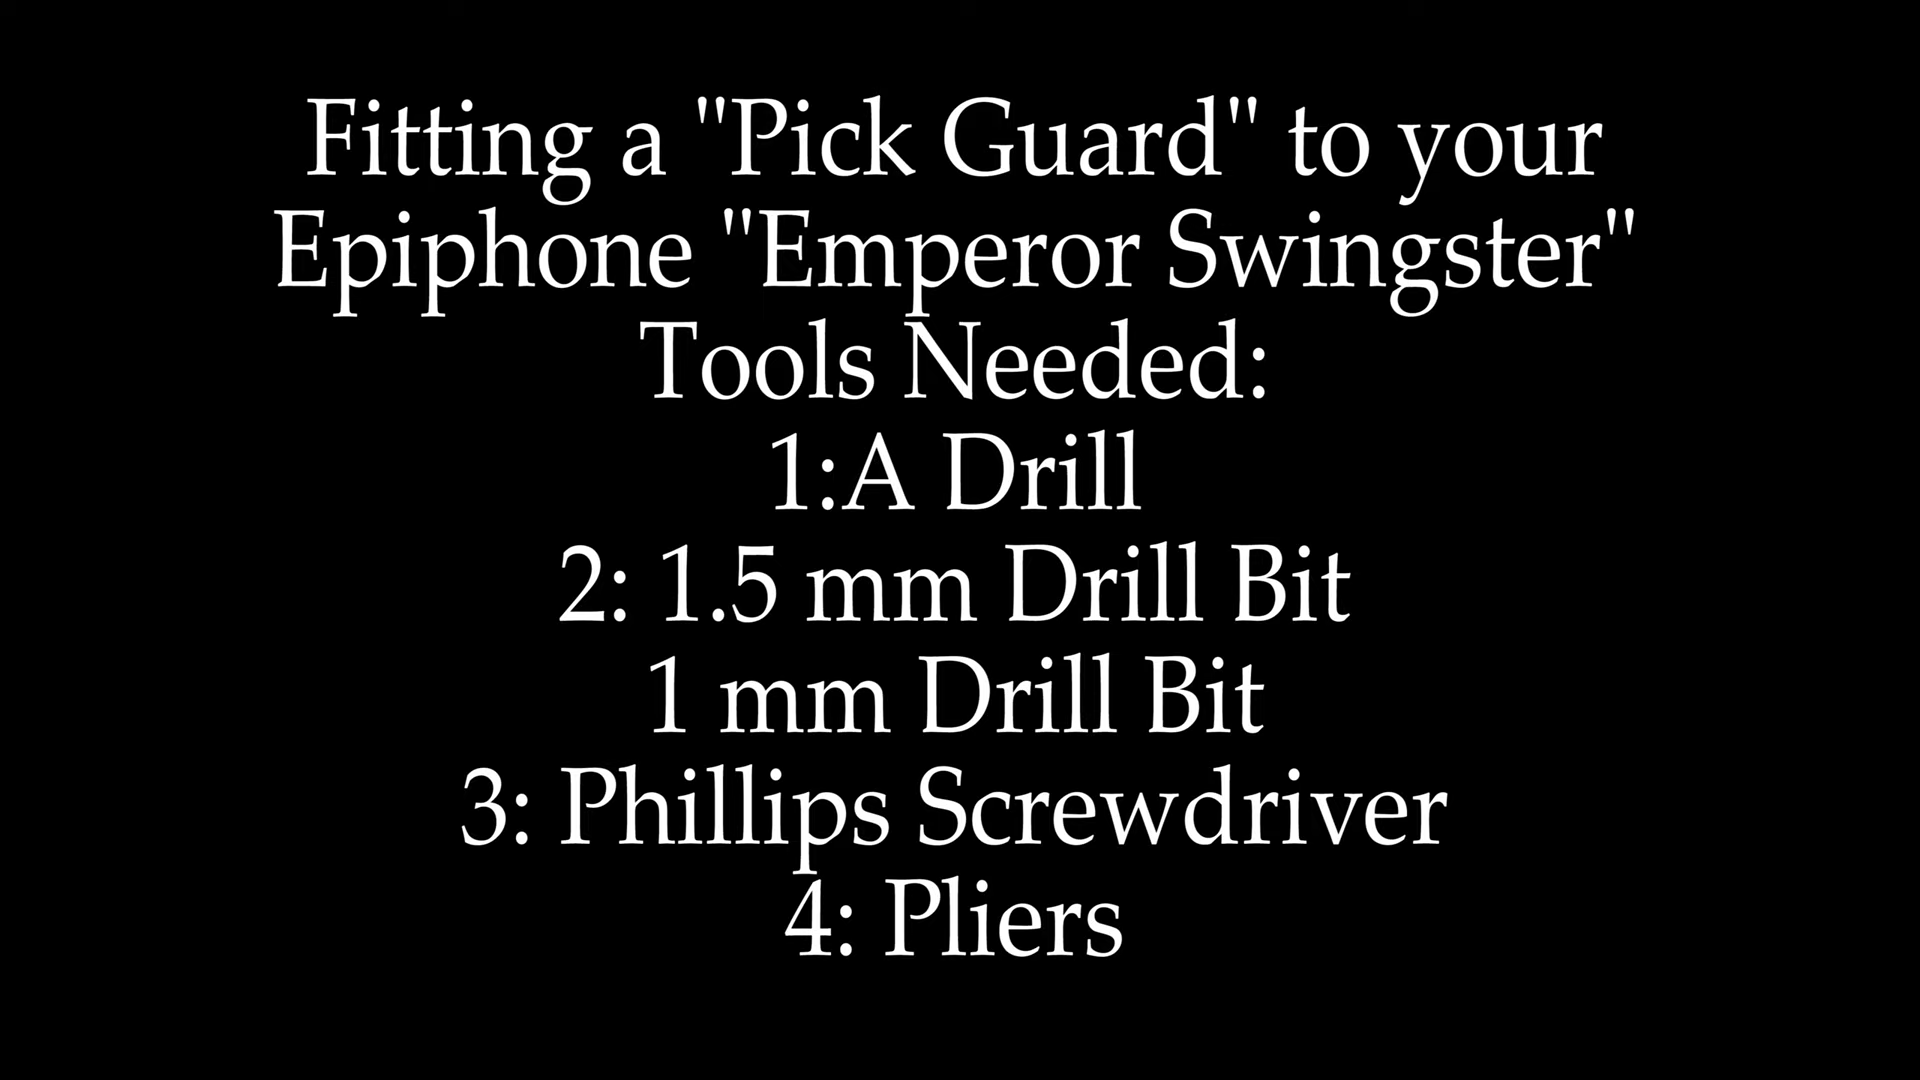 Fitting a "Pick Guard" to your
Epiphone "Emperor Swingster"
Tools Needed:
1:A Drill
2: 1.5 mm Drill Bit
1 mm Drill Bit
3: Phillips Screwdriver
4: Pliers